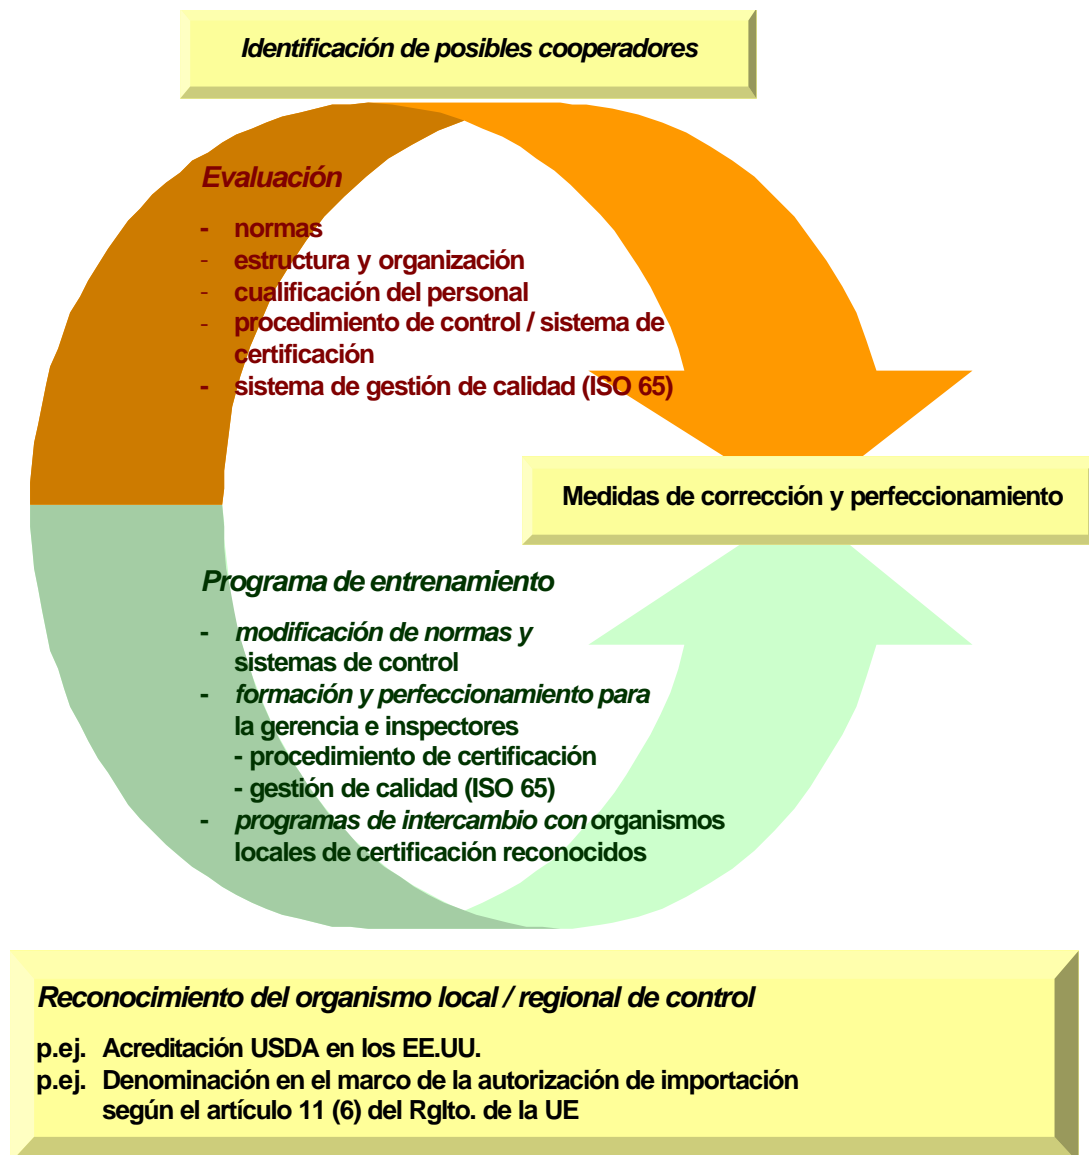 Identificación de posibles cooperadores
Evaluación
- normas
- estructura y organización
- cualificación del personal
- procedimiento de control / sistema de
certificación
- sistema de gestión de calidad (ISO 65)
Medidas de corrección y perfeccionamiento
Programa de entrenamiento
- modificación de normas y
sistemas de control
- formación y perfeccionamiento para
la gerencia e inspectores
- procedimiento de certificación
- gestión de calidad (ISO 65)
- programas de intercambio con organismos
locales de certificación reconocidos
Reconocimiento del organismo local / regional de control
p.ej. Acreditación USDA en los EE.UU.
p.ej. Denominación en el marco de la autorización de importación
según el artículo 11 (6) del Rglto. de la UE